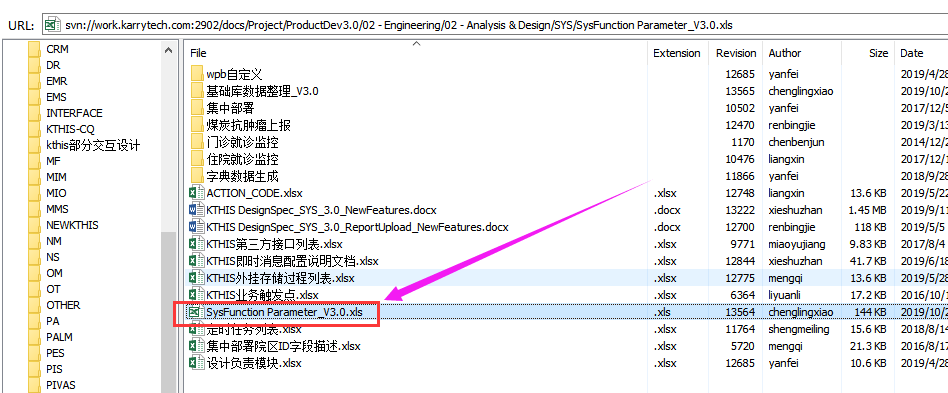 URL: svn://work.karrytech.com:2902/docs/Project/ProductDev3.0/02 - Engineering/02 - Analysis & Design/SYS/SysFunction Parameter_V3.0.xls
CRM
DR
EMR
EMS
INTERFACE
KTHIS-CQ
kthis部分交互设计
MF
MIM
MIO
MMS
NEWKTHIS
NM
NS
OM
OT
OTHER
PA
PALM
PES
PIS
PIVAS
File Extension Revision Author Size Date
wpb自定义 12685 yanfei 2019/4/28
基础库数据整理_V3.0 13565 chenglingxiao 2019/10/2
集中部署 10502 yanfei 2017/12/5
煤炭抗肿瘤上报 12470 renbingjie 2019/3/13
门诊就诊监控 1170 chenbenjun 2014/12/2
住院就诊监控 10476 liangxin 2017/12/1
字典数据生成 11866 yanfei 2018/9/28
ACTION_CODE.xlsx .xlsx 12748 liangxin 13.6 KB 2019/5/22
KTHIS DesignSpec_SYS_3.0_NewFeatures.docx .docx 13222 xieshuzhan 1.45 MB 2019/9/11
KTHIS DesignSpec_SYS_3.0_ReportUpload_NewFeatures.docx .docx 12700 renbingjie 118 KB 2019/5/5
KTHIS第三方接口列表.xlsx .xlsx 9771 miaoyujiang 9.83 KB 2017/8/4
KTHIS即时消息配置说明文档.xlsx .xlsx 12844 xieshuzhan 41.7 KB 2019/6/18
KTHIS外挂存储过程列表.xlsx .xlsx 12775 mengqi 13.6 KB 2019/5/28
KTHIS业务触发点.xlsx .xlsx 6364 liyuanli 17.2 KB 2016/10/1
SysFunction Parameter_V3.0.xls .xls 13564 chenglingxiao 144 KB 2019/10/2
定时任务列表.xlsx .xlsx 11764 shengmeiling 15.6 KB 2018/8/14
集中部署院区ID字段描述.xlsx .xlsx 5720 mengqi 21.3 KB 2016/8/17
设计负责模块.xlsx .xlsx 12685 yanfei 10.6 KB 2019/4/28